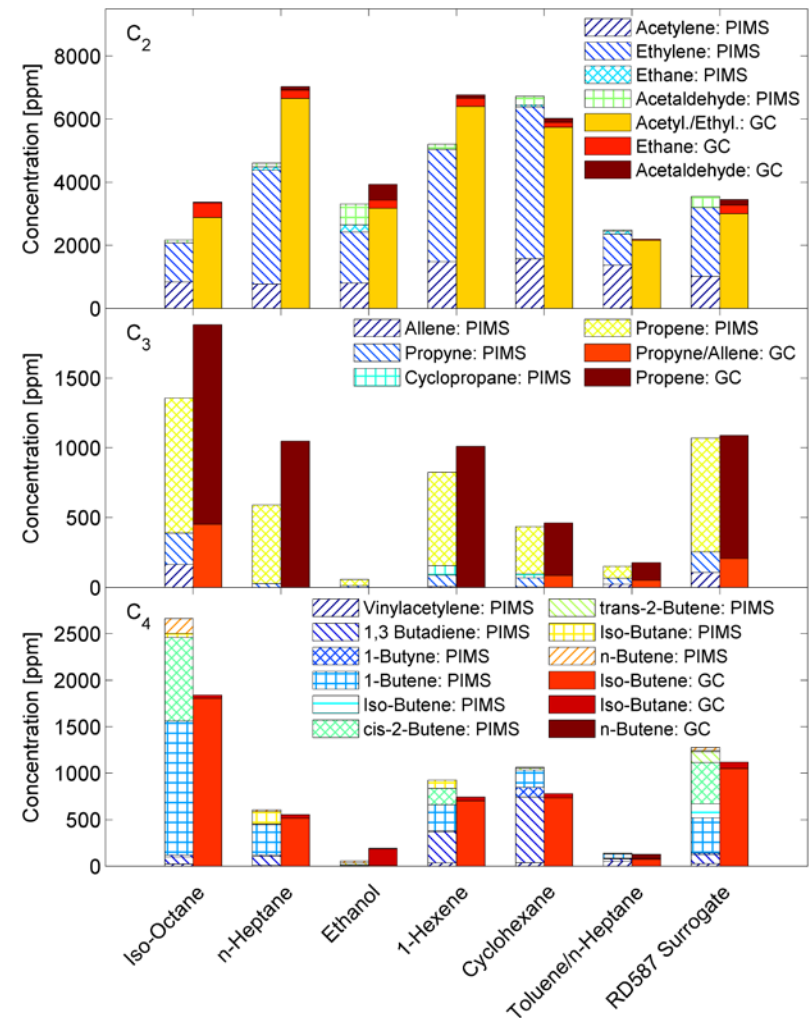 C2
Concentration [ppm]
8000
6000
4000
2000
0
Acetylene: PIMS
Ethylene: PIMS
Ethane: PIMS
Acetaldehyde: PIMS
Acetyl./Ethyl.: GC
Ethane: GC
Acetaldehyde: GC
C3
Concentration [ppm]
1500
1000
500
0
Allene: PIMS
Propyne: PIMS
Cyclopropane: PIMS
Propene: PIMS
Propyne/Allene: GC
Propene: GC
C4
Concentration [ppm]
2500
2000
1500
1000
500
0
Vinylacetylene: PIMS
1,3 Butadiene: PIMS
1-Butyne: PIMS
1-Butene: PIMS
Iso-Butene: PIMS
cis-2-Butene: PIMS
trans-2-Butene: PIMS
Iso-Butane: PIMS
n-Butene: PIMS
Iso-Butene: GC
Iso-Butane: GC
n-Butene: GC
Iso-Octane
n-Heptane
Ethanol
1-Hexene
Cyclohexane
Toluene/n-Heptane
RD587 Surrogate